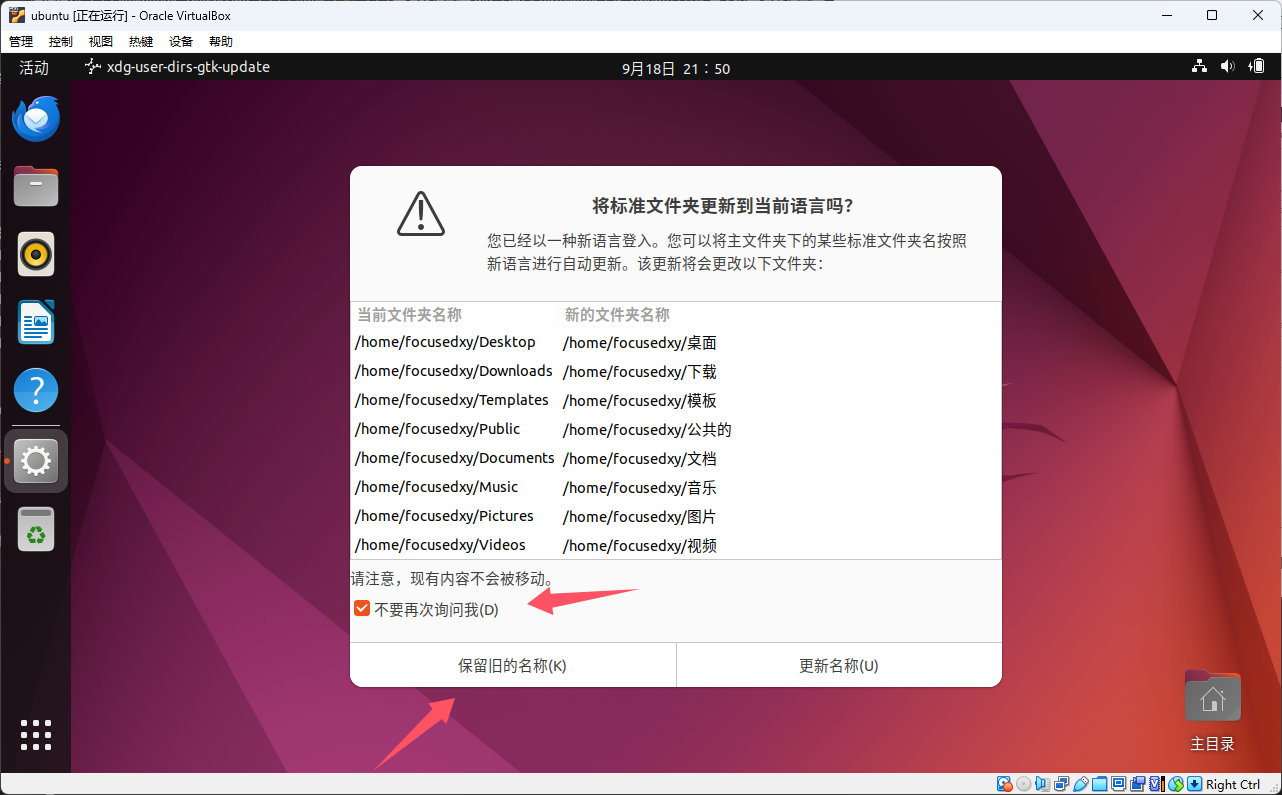 ubuntu [正在运行] - Oracle VirtualBox
管理 控制 视图 热键 设备 帮助
活动 xdg-user-dirs-gtk-update 9月18日 21：50
将标准文件夹更新到当前语言吗？
您已经以一种新语言登入。您可以将主文件夹下的某些标准文件夹名按照
新语言进行自动更新。该更新将会更改以下文件夹：
当前文件夹名称 新的文件夹名称
/home/focusedxy/Desktop /home/focusedxy/桌面
/home/focusedxy/Downloads /home/focusedxy/下载
/home/focusedxy/Templates /home/focusedxy/模板
/home/focusedxy/Public /home/focusedxy/公共的
/home/focusedxy/Documents /home/focusedxy/文档
/home/focusedxy/Music /home/focusedxy/音乐
/home/focusedxy/Pictures /home/focusedxy/图片
/home/focusedxy/Videos /home/focusedxy/视频
请注意，现有内容不会被移动。
不要再次询问我(D)
保留旧的名称(K) 更新名称(U)
主目录
Right Ctrl